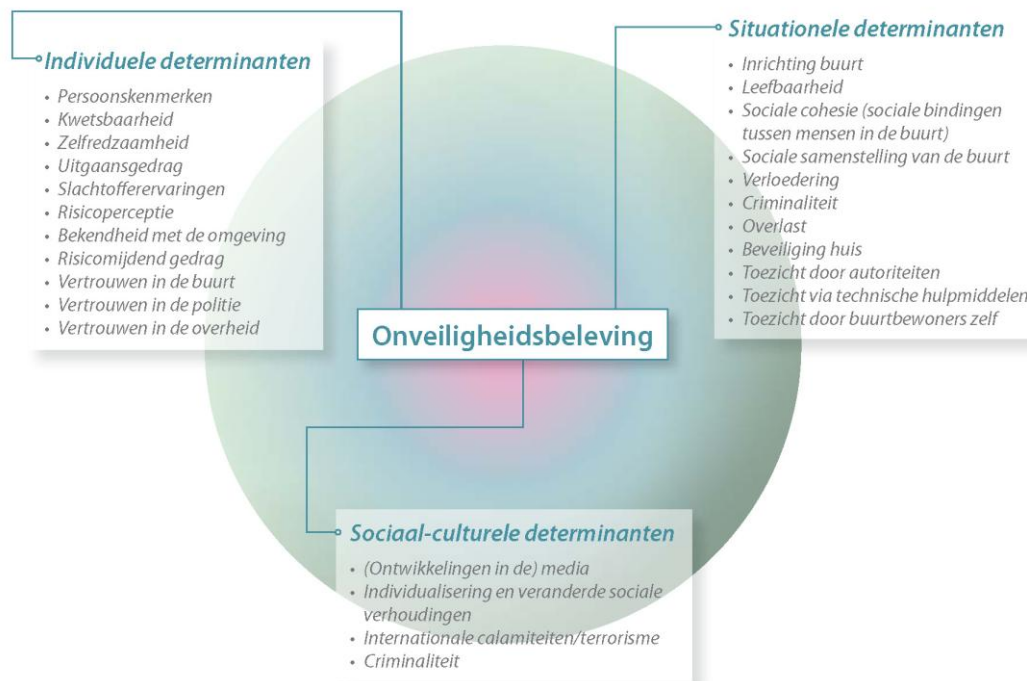 Individuele determinanten
• Persoonskenmerken
• Kwetsbaarheid
• Zelfredzaamheid
• Uitgaansgedrag
• Slachtofferervaringen
• Risicoperceptie
• Bekendheid met de omgeving
• Risicomijdend gedrag
• Vertrouwen in de buurt
• Vertrouwen in de politie
• Vertrouwen in de overheid
Situationele determinanten
• Inrichting buurt
• Leefbaarheid
• Sociale cohesie (sociale bindingen
tussen mensen in de buurt)
• Sociale samenstelling van de buurt
• Verloedering
• Criminaliteit
• Overlast
• Beveiliging huis
• Toezicht door autoriteiten
• Toezicht via technische hulpmiddelen
• Toezicht door buurtbewoners zelf
Onveiligheidsbeleving
Sociaal-culturele determinanten
• (Ontwikkelingen in de) media
• Individualisering en veranderde sociale
verhoudingen
• Internationale calamiteiten/terrorisme
• Criminaliteit